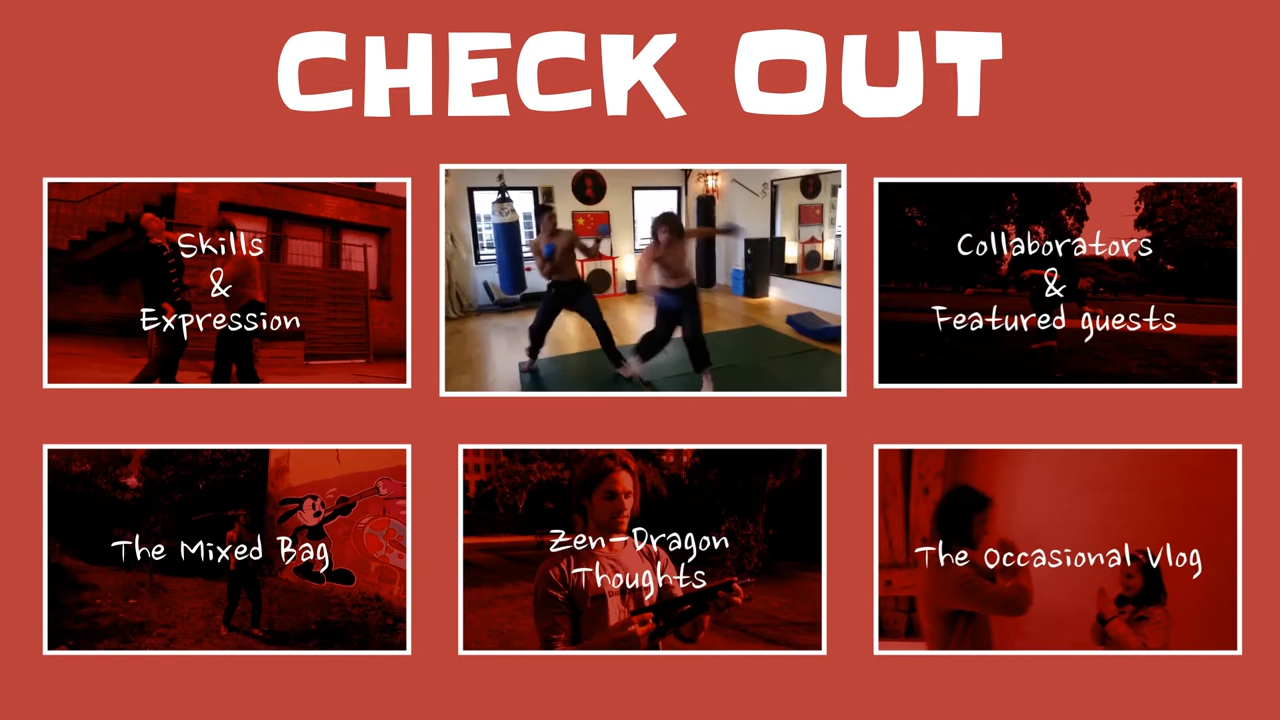 CHECK OUT
Skills
&
Expression
Collaborators
&
Featured guests
The Mixed Bag
Zen-Dragon
Thoughts
The Occasional Vlog